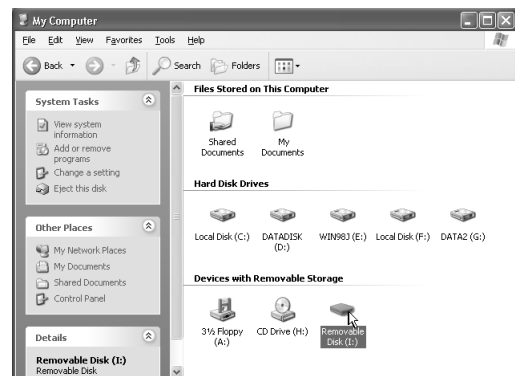 My Computer
File Edit View Favorites Tools Help
Back Search Folders
System Tasks
View system
information
Add or remove
programs
Change a setting
Eject this disk
Other Places
My Network Places
My Documents
Shared Documents
Control Panel
Details
Removable Disk (I:)
Removable Disk
Files Stored on This Computer
Shared
Documents
My
Documents
Hard Disk Drives
Local Disk (C:)
DATADISK
(D:)
WIN98J (E:)
Local Disk (F:)
DATA2 (G:)
Devices with Removable Storage
3½ Floppy
(A:)
CD Drive (H:)
Removable
Disk (I:)